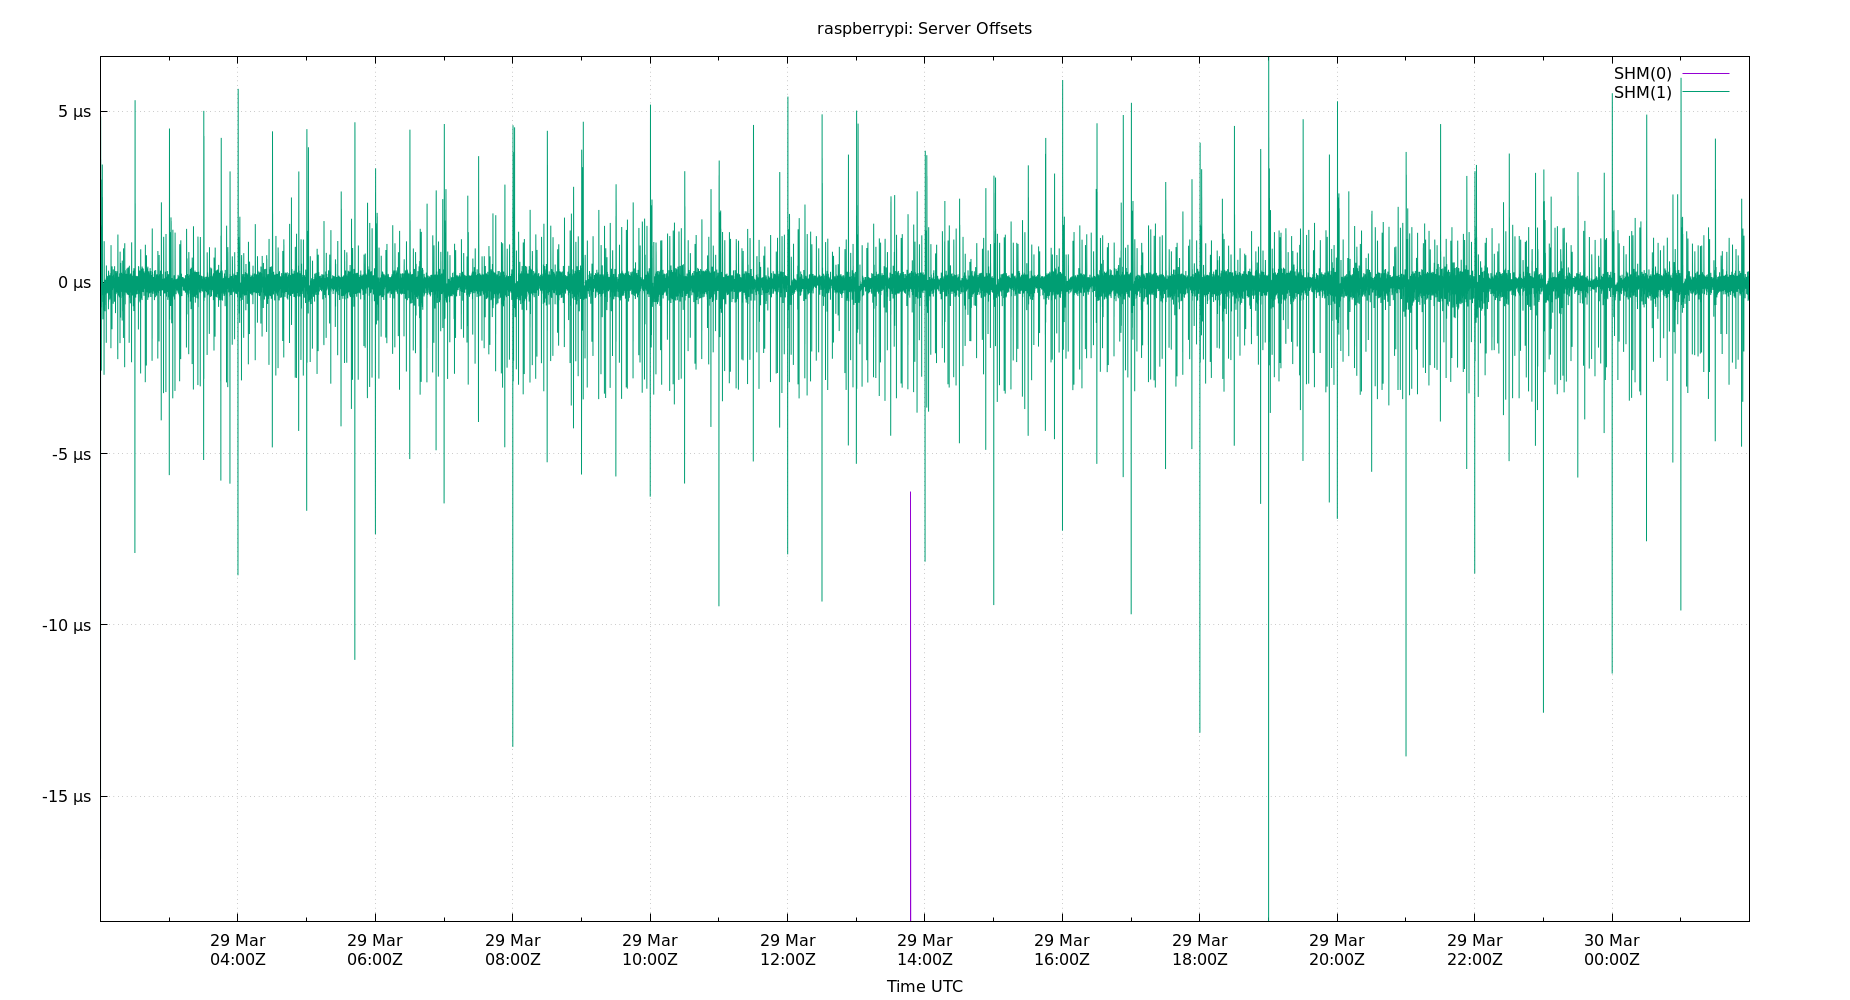 raspberrypi: Server Offsets
SHM(0)
SHM(1)
5 µs
0 µs
-5 µs
-10 µs
-15 µs
29 Mar 29 Mar 29 Mar 29 Mar 29 Mar 29 Mar 29 Mar 29 Mar 29 Mar 29 Mar 30 Mar
04:00Z 06:00Z 08:00Z 10:00Z 12:00Z 14:00Z 16:00Z 18:00Z 20:00Z 22:00Z 00:00Z
Time UTC